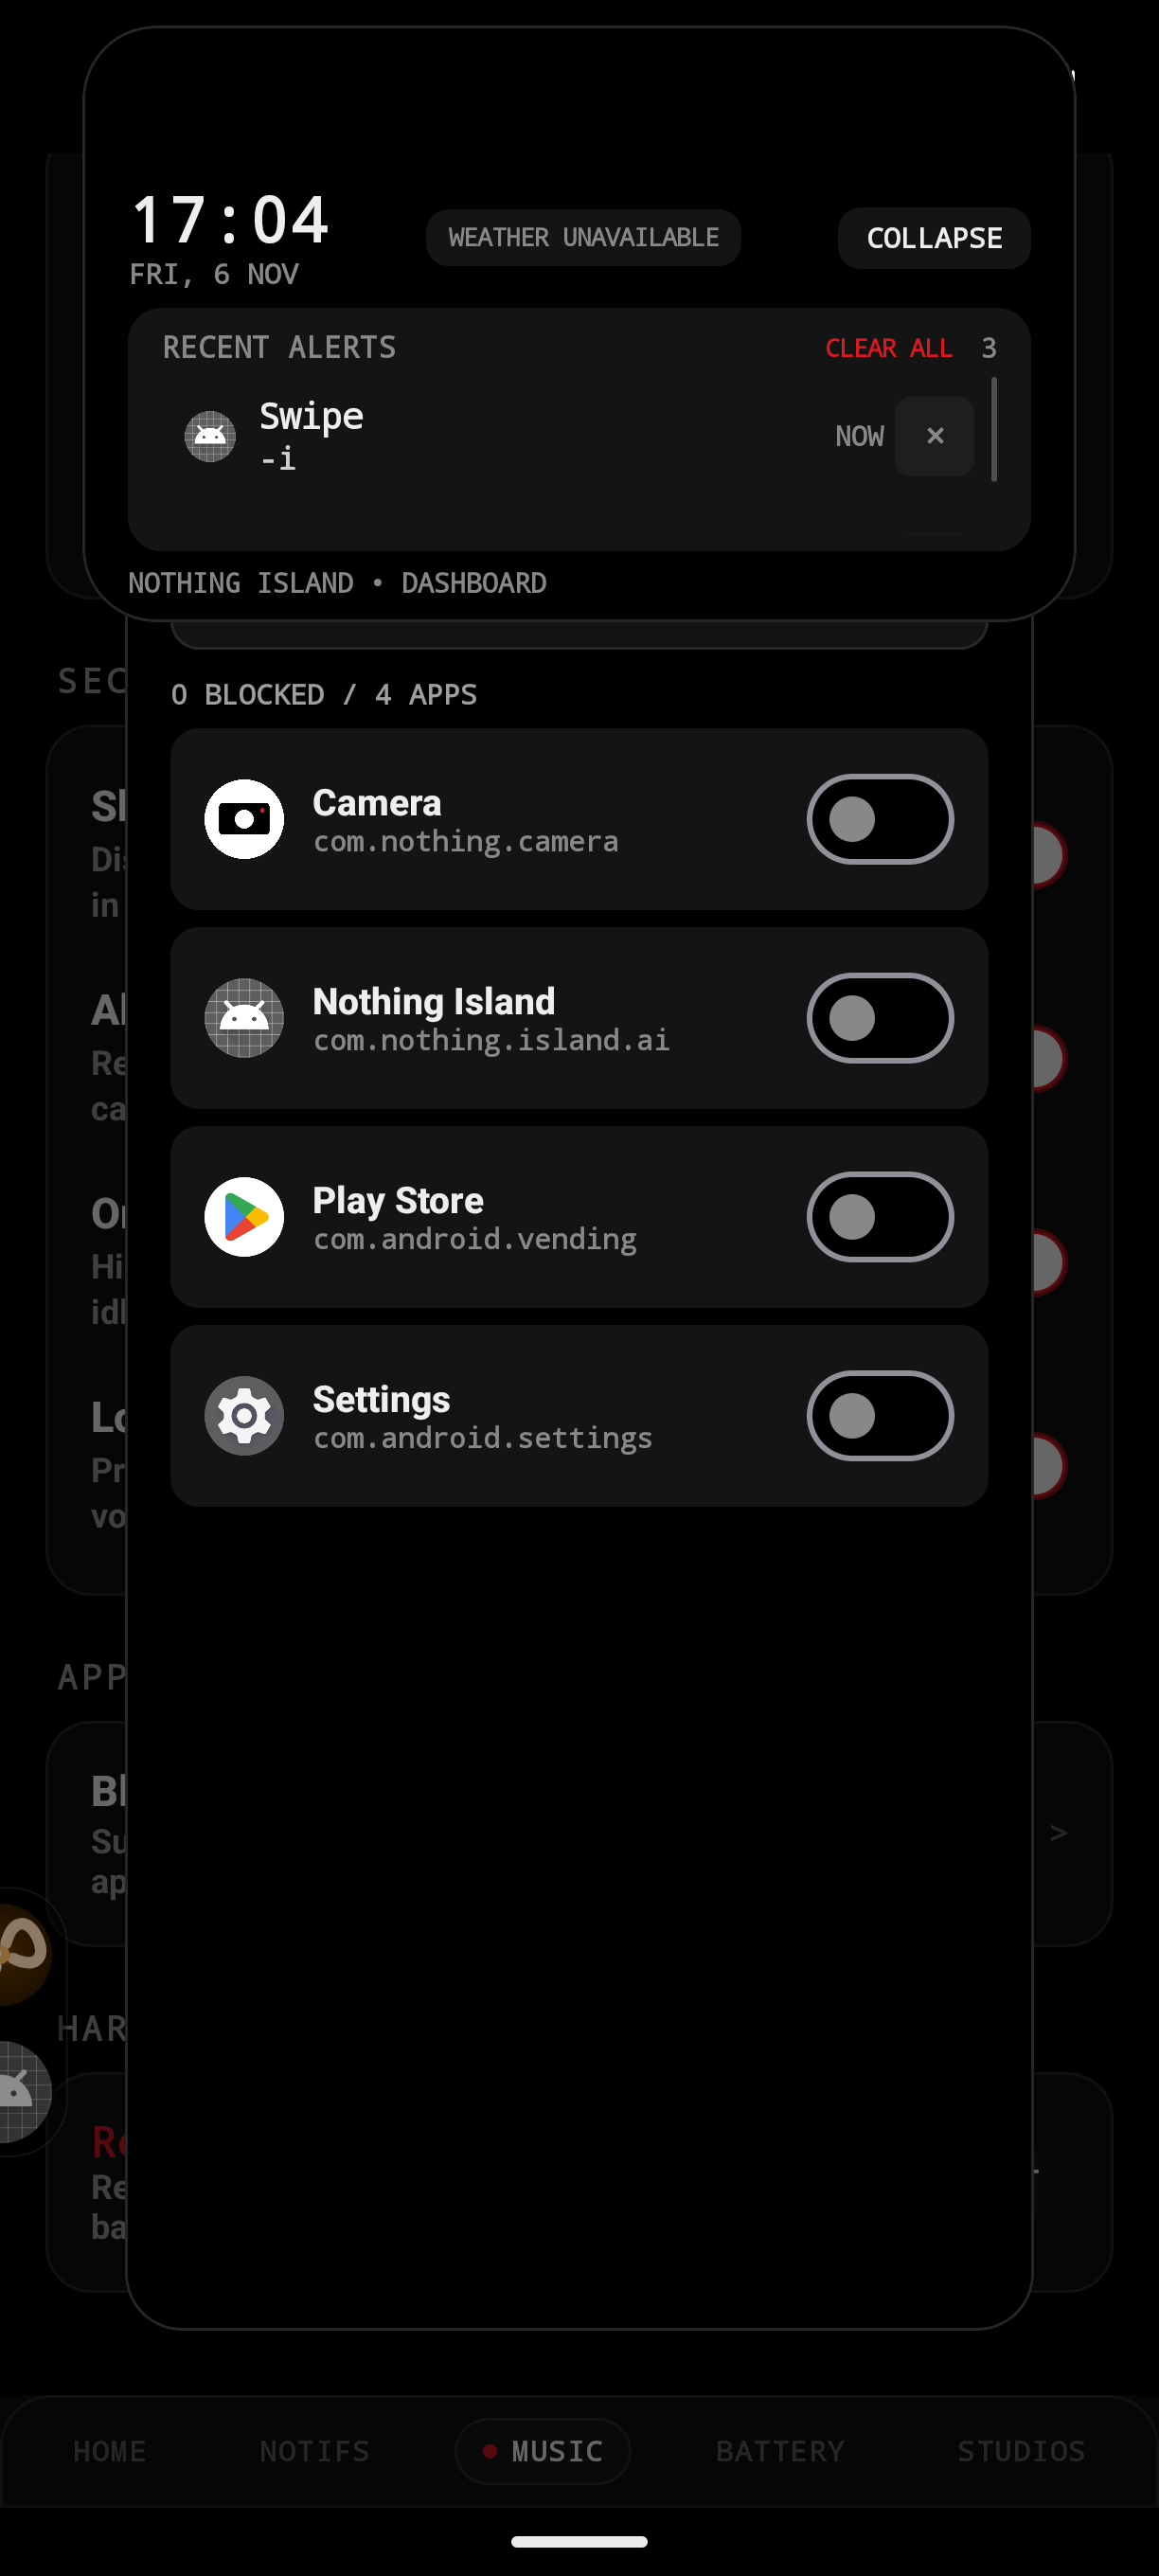 17:04
FRI, 6 NOV
WEATHER UNAVAILABLE
COLLAPSE
RECENT ALERTS
CLEAR ALL 3
Swipe
-i
NOW ×
NOTHING ISLAND • DASHBOARD
0 BLOCKED / 4 APPS
Camera
com.nothing.camera
Nothing Island
com.nothing.island.ai
Play Store
com.android.vending
Settings
com.android.settings
in
>
HOME NOTIFS MUSIC BATTERY STUDIOS